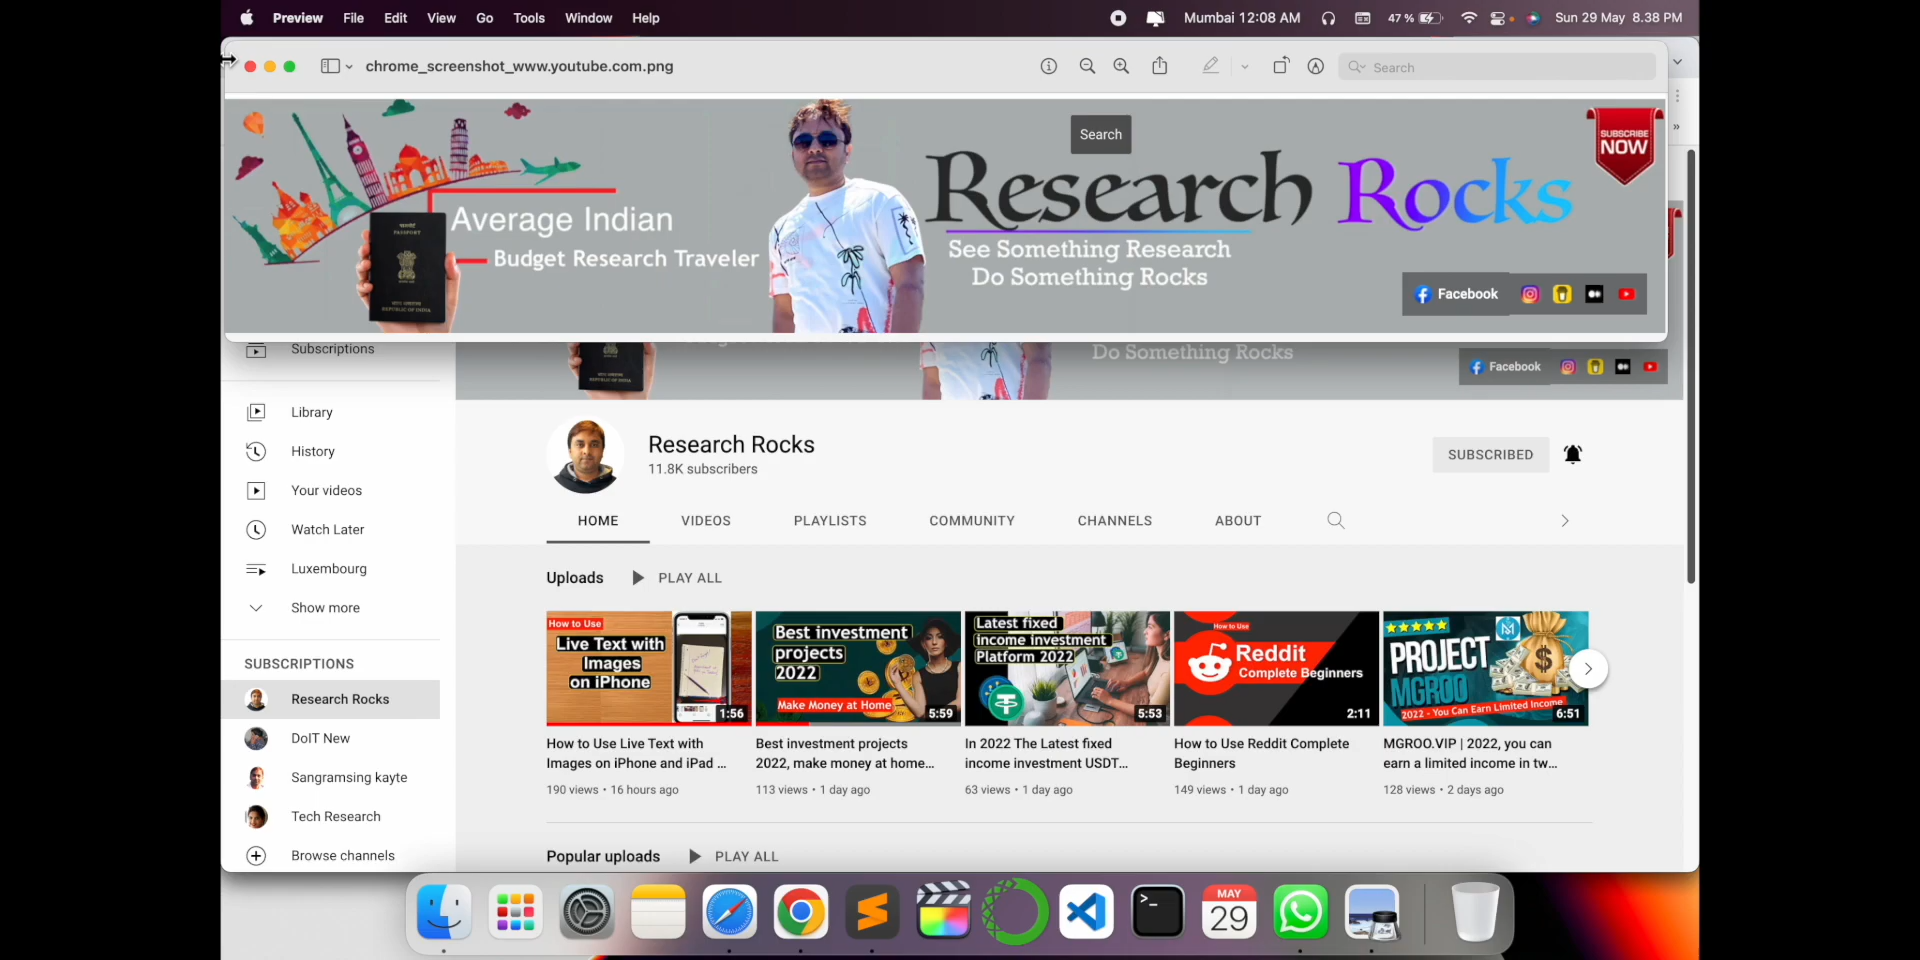 Preview File Edit View Go Tools Window Help
Mumbai 12:08 AM 47 % Sun 29 May 8.38 PM
chrome_screenshot_www.youtube.com.png
Search
Search
SUBSCRIBE
NOW
Research Rocks
Average Indian
Budget Research Traveler
See Something Research
Do Something Rocks
Facebook
Do Something Rocks
Facebook
Subscriptions
Library
History
Your videos
Watch Later
Luxembourg
Show more
SUBSCRIPTIONS
Research Rocks
DoIT New
Sangramsing kayte
Tech Research
Browse channels
Research Rocks
11.8K subscribers
SUBSCRIBED
HOME VIDEOS PLAYLISTS COMMUNITY CHANNELS ABOUT
Uploads PLAY ALL
How to Use
Live Text with
Images
on iPhone
1:56
How to Use Live Text with
Images on iPhone and iPad ...
190 views • 16 hours ago
Best investment
projects
2022
Make Money at Home
5:59
Best investment projects
2022, make money at home...
113 views • 1 day ago
Latest fixed
income investment
Platform 2022
5:53
In 2022 The Latest fixed
income investment USDT...
63 views • 1 day ago
How to Use
Reddit
Complete Beginners
2:11
How to Use Reddit Complete
Beginners
149 views • 1 day ago
PROJECT
MGROO
2022 - You Can Earn Limited Income
6:51
MGROO.VIP | 2022, you can
earn a limited income in tw...
128 views • 2 days ago
Popular uploads PLAY ALL
MAY
29